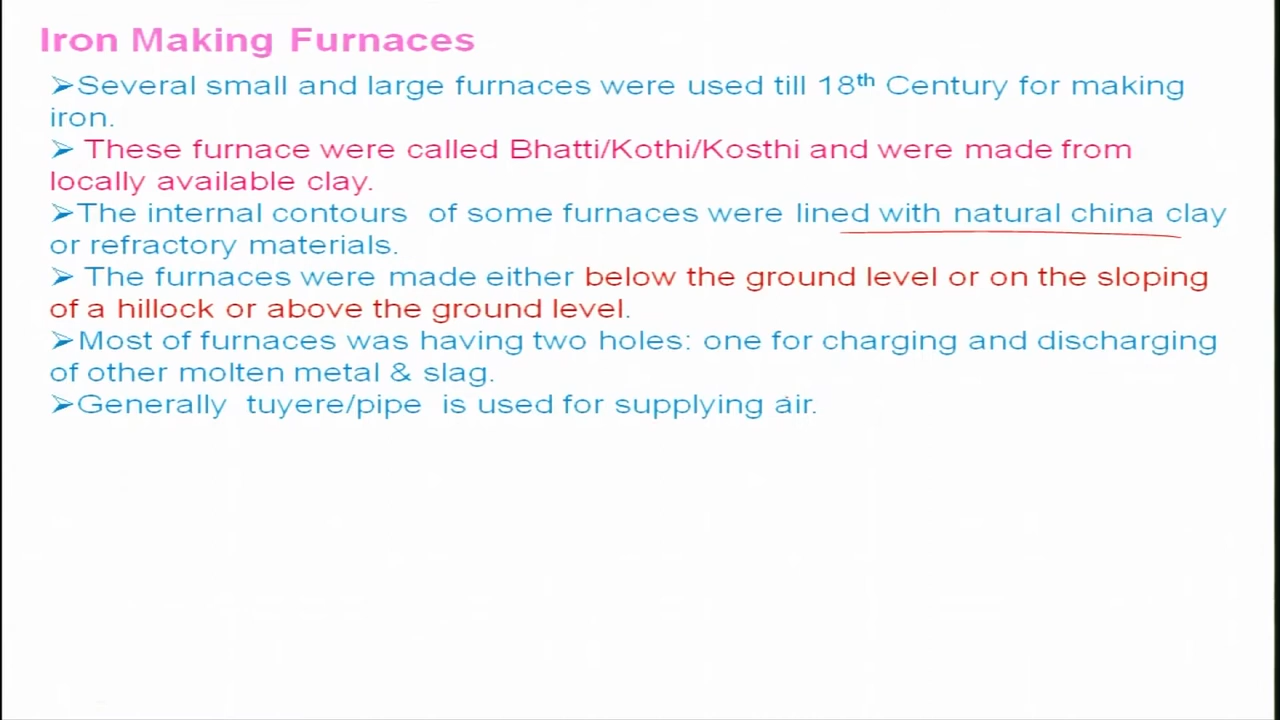 Iron Making Furnaces
➢Several small and large furnaces were used till 18th Century for making
iron.
➢ These furnace were called Bhatti/Kothi/Kosthi and were made from
locally available clay.
➢The internal contours of some furnaces were lined with natural china clay
or refractory materials.
➢ The furnaces were made either below the ground level or on the sloping
of a hillock or above the ground level.
➢Most of furnaces was having two holes: one for charging and discharging
of other molten metal & slag.
➢Generally tuyere/pipe is used for supplying air.